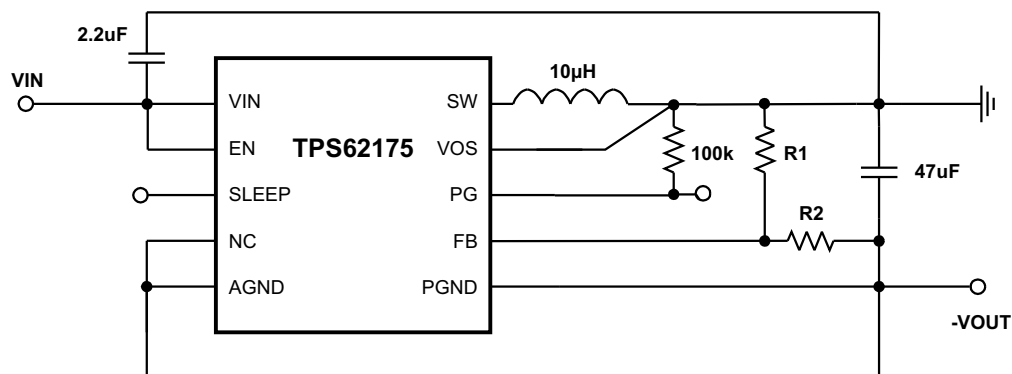 2.2uF
VIN
10µH
VIN
SW
EN
TPS62175
VOS
100k
R1
47uF
SLEEP
PG
R2
NC
FB
AGND
PGND
-VOUT